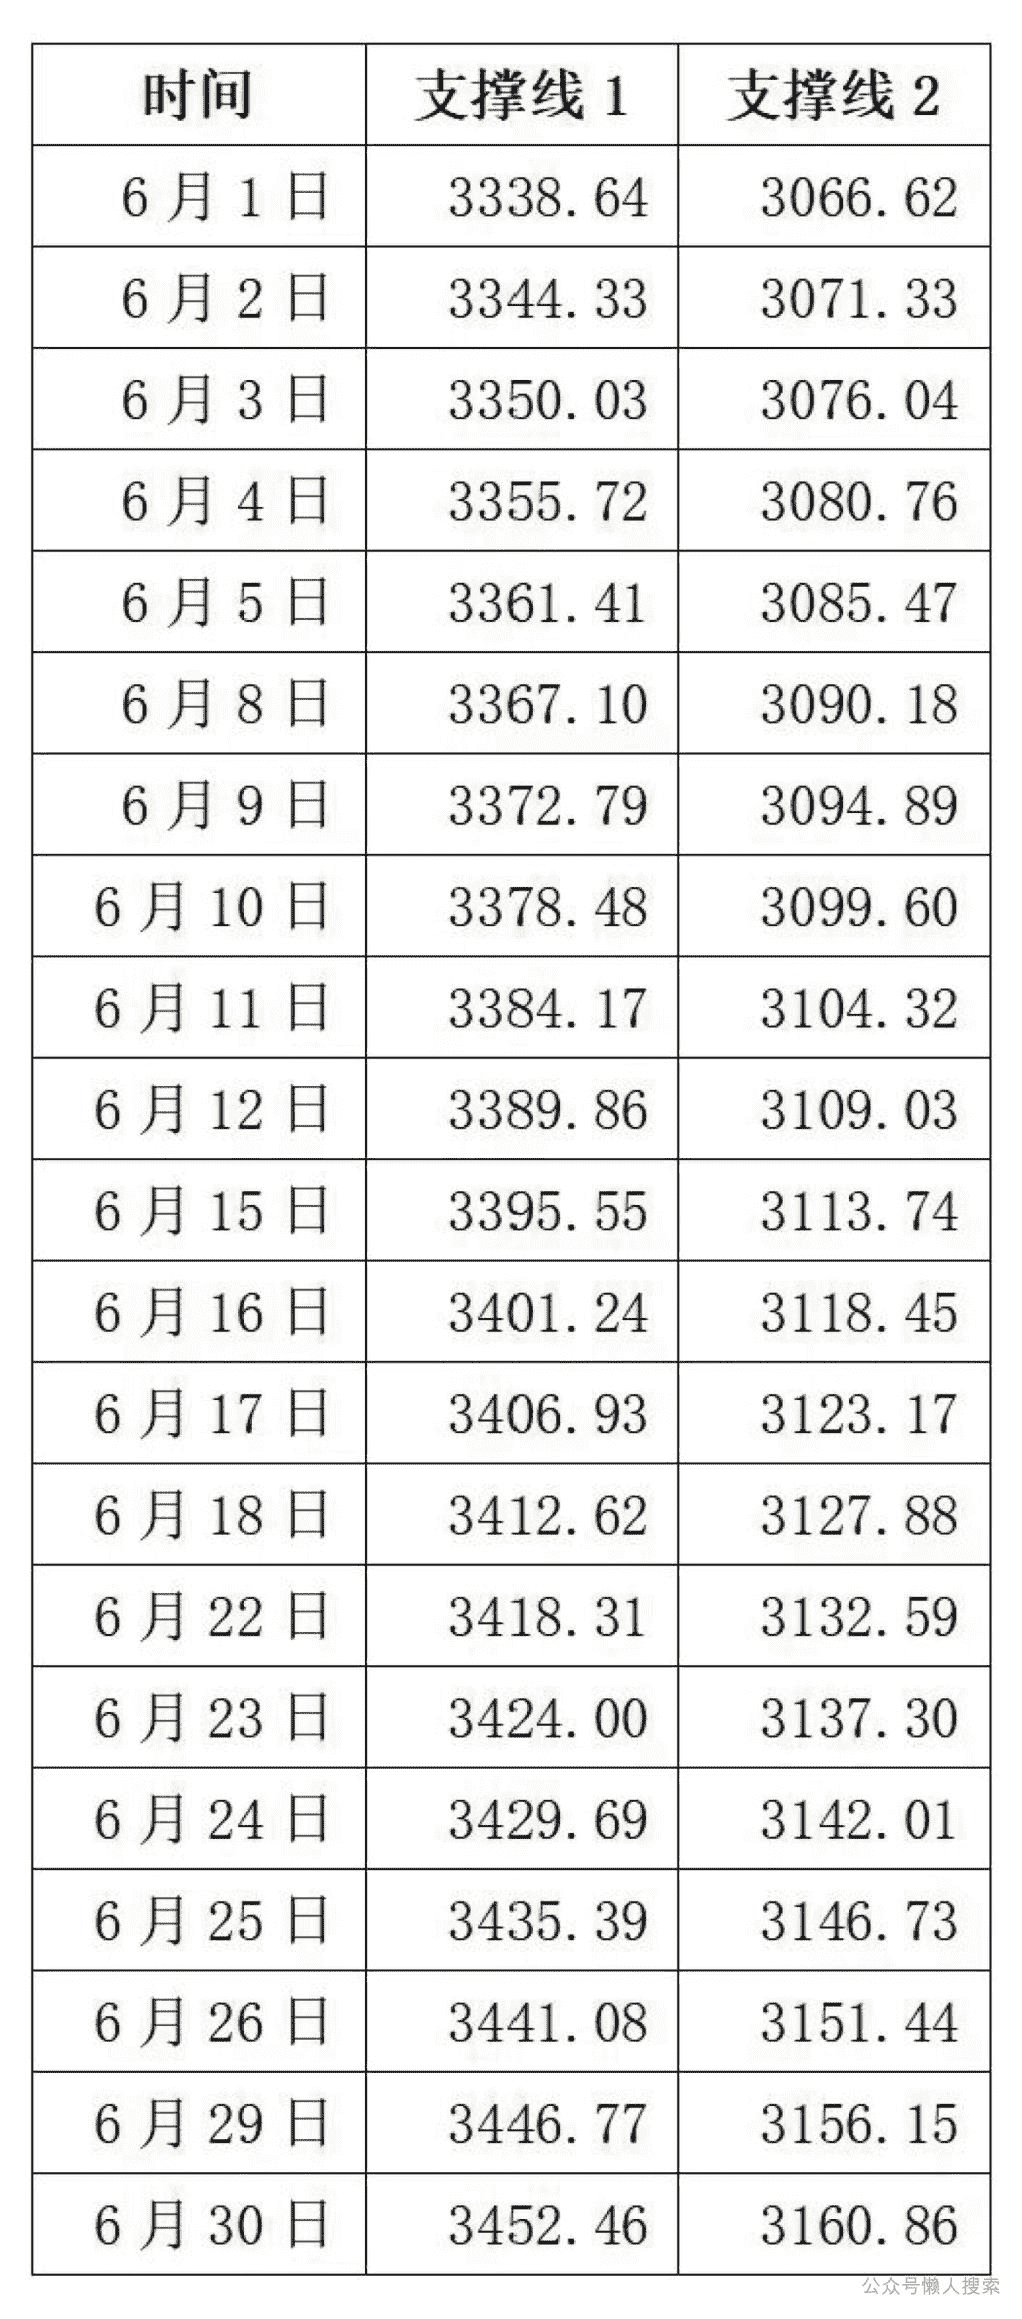 时间 支撑线 1 支撑线 2
6 月 1 日 3338.64 3066.62
6 月 2 日 3344.33 3071.33
6 月 3 日 3350.03 3076.04
6 月 4 日 3355.72 3080.76
6 月 5 日 3361.41 3085.47
6 月 8 日 3367.10 3090.18
6 月 9 日 3372.79 3094.89
6 月 10 日 3378.48 3099.60
6 月 11 日 3384.17 3104.32
6 月 12 日 3389.86 3109.03
6 月 15 日 3395.55 3113.74
6 月 16 日 3401.24 3118.45
6 月 17 日 3406.93 3123.17
6 月 18 日 3412.62 3127.88
6 月 22 日 3418.31 3132.59
6 月 23 日 3424.00 3137.30
6 月 24 日 3429.69 3142.01
6 月 25 日 3435.39 3146.73
6 月 26 日 3441.08 3151.44
6 月 29 日 3446.77 3156.15
6 月 30 日 3452.46 3160.86
公众号懒人搜索